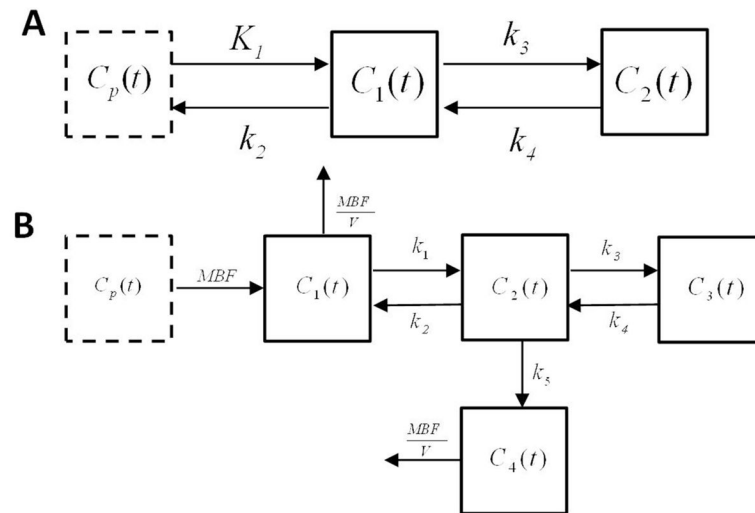 A
K₁
k₃
Cₚ(t)
C₁(t)
C₂(t)
k₂
k₄
MBF
V
B
k₁
k₃
Cₚ(t)
MBF
C₁(t)
C₂(t)
C₃(t)
k₂
k₄
k₅
MBF
V
C₄(t)